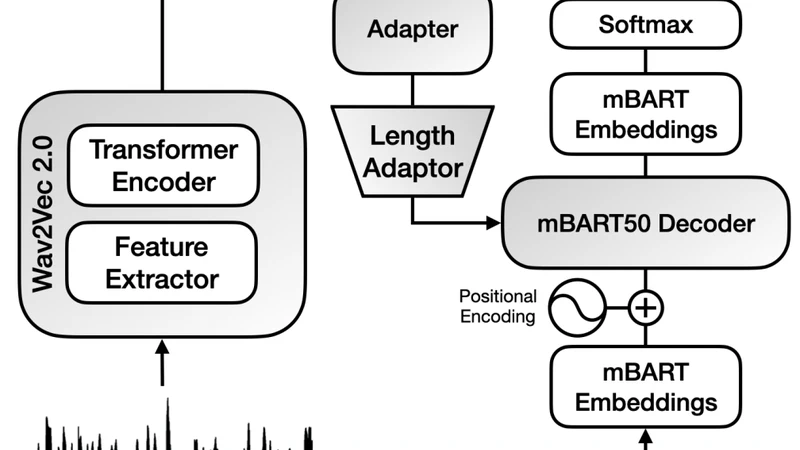 Wav2Vec 2.0
Transformer
Encoder
Feature
Extractor
Adapter
Length
Adaptor
Softmax
mBART
Embeddings
mBART50 Decoder
Positional
Encoding
mBART
Embeddings